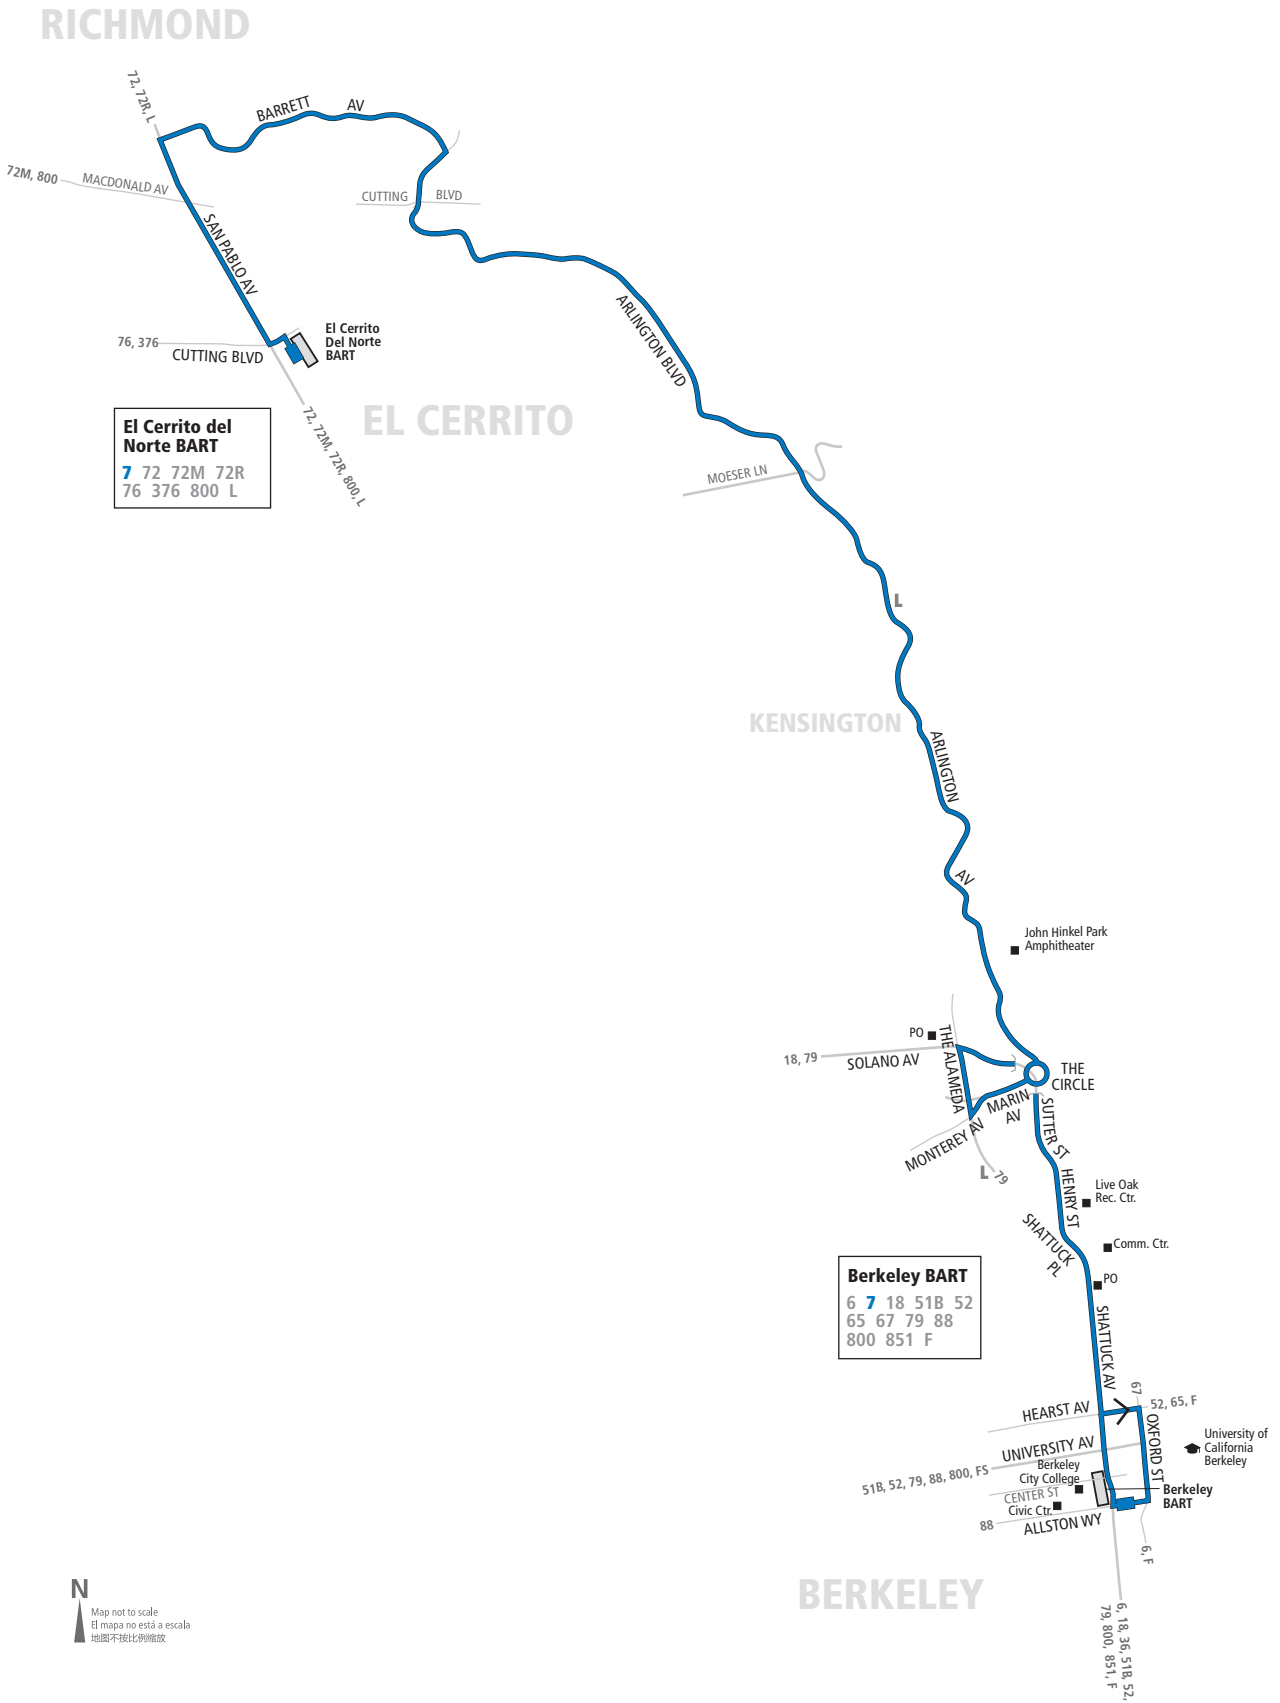 RICHMOND
72, 72R, L
BARRETT AV
72M, 800
MACDONALD AV
CUTTING BLVD
SAN PABLO AV
76, 376
CUTTING BLVD
El Cerrito
Del Norte
BART
ARLINGTON BLVD
El Cerrito del
Norte BART
7 72 72M 72R
76 376 800 L
72, 72M, 72R, 800, L
EL CERRITO
MOESER LN
L
KENSINGTON
ARLINGTON
AV
John Hinkel Park
Amphitheater
PO
18, 79
SOLANO AV
THE ALAMEDA
THE
CIRCLE
MARIN
AV
MONTEREY AV
L
79
SUTTER ST
HENRY ST
Live Oak
Rec. Ctr.
SHATTUCK
PL
Comm. Ctr.
PO
Berkeley BART
6 7 18 51B 52
65 67 79 88
800 851 F
SHATTUCK AV
67
52, 65, F
HEARST AV
OXFORD ST
UNIVERSITY AV
University of
California
Berkeley
51B, 52, 79, 88, 800, FS
Berkeley
City College
CENTER ST
Civic Ctr.
Berkeley
BART
88
ALLSTON WY
6, F
BERKELEY
6, 18, 36, 51B, 52,
79, 800, 851, F
N
Map not to scale
El mapa no está a escala
地图不按比例缩放